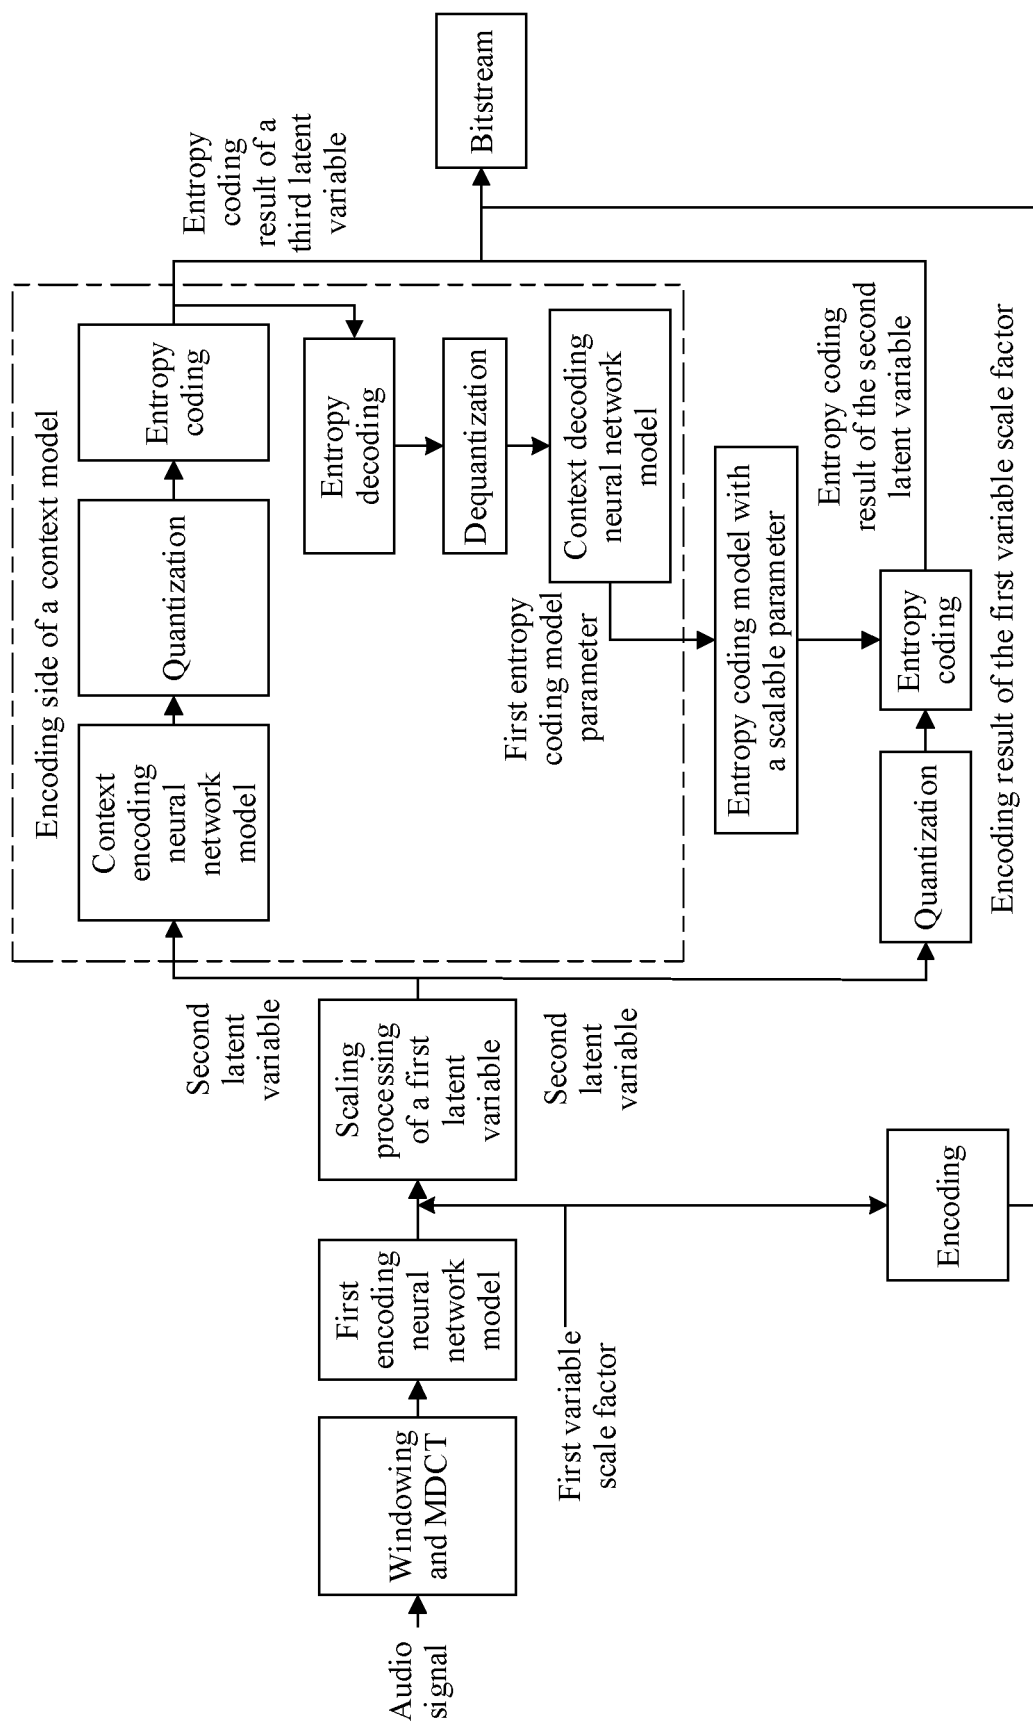 Audio
signal
Windowing
and MDCT
First
encoding
neural
network
model
First variable
scale factor
Encoding
Scaling
processing
of a first
latent
variable
Second
latent
variable
Second
latent
variable
Encoding side of a context model
Context
encoding
neural
network
model
Quantization
Entropy
coding
Entropy
coding
result of a
third latent
variable
Entropy
decoding
Dequantization
Context decoding
neural network
model
First entropy
coding model
parameter
Entropy coding model with
a scalable parameter
Quantization
Entropy
coding
Entropy coding
result of the second
latent variable
Encoding result of the first variable scale factor
Bitstream